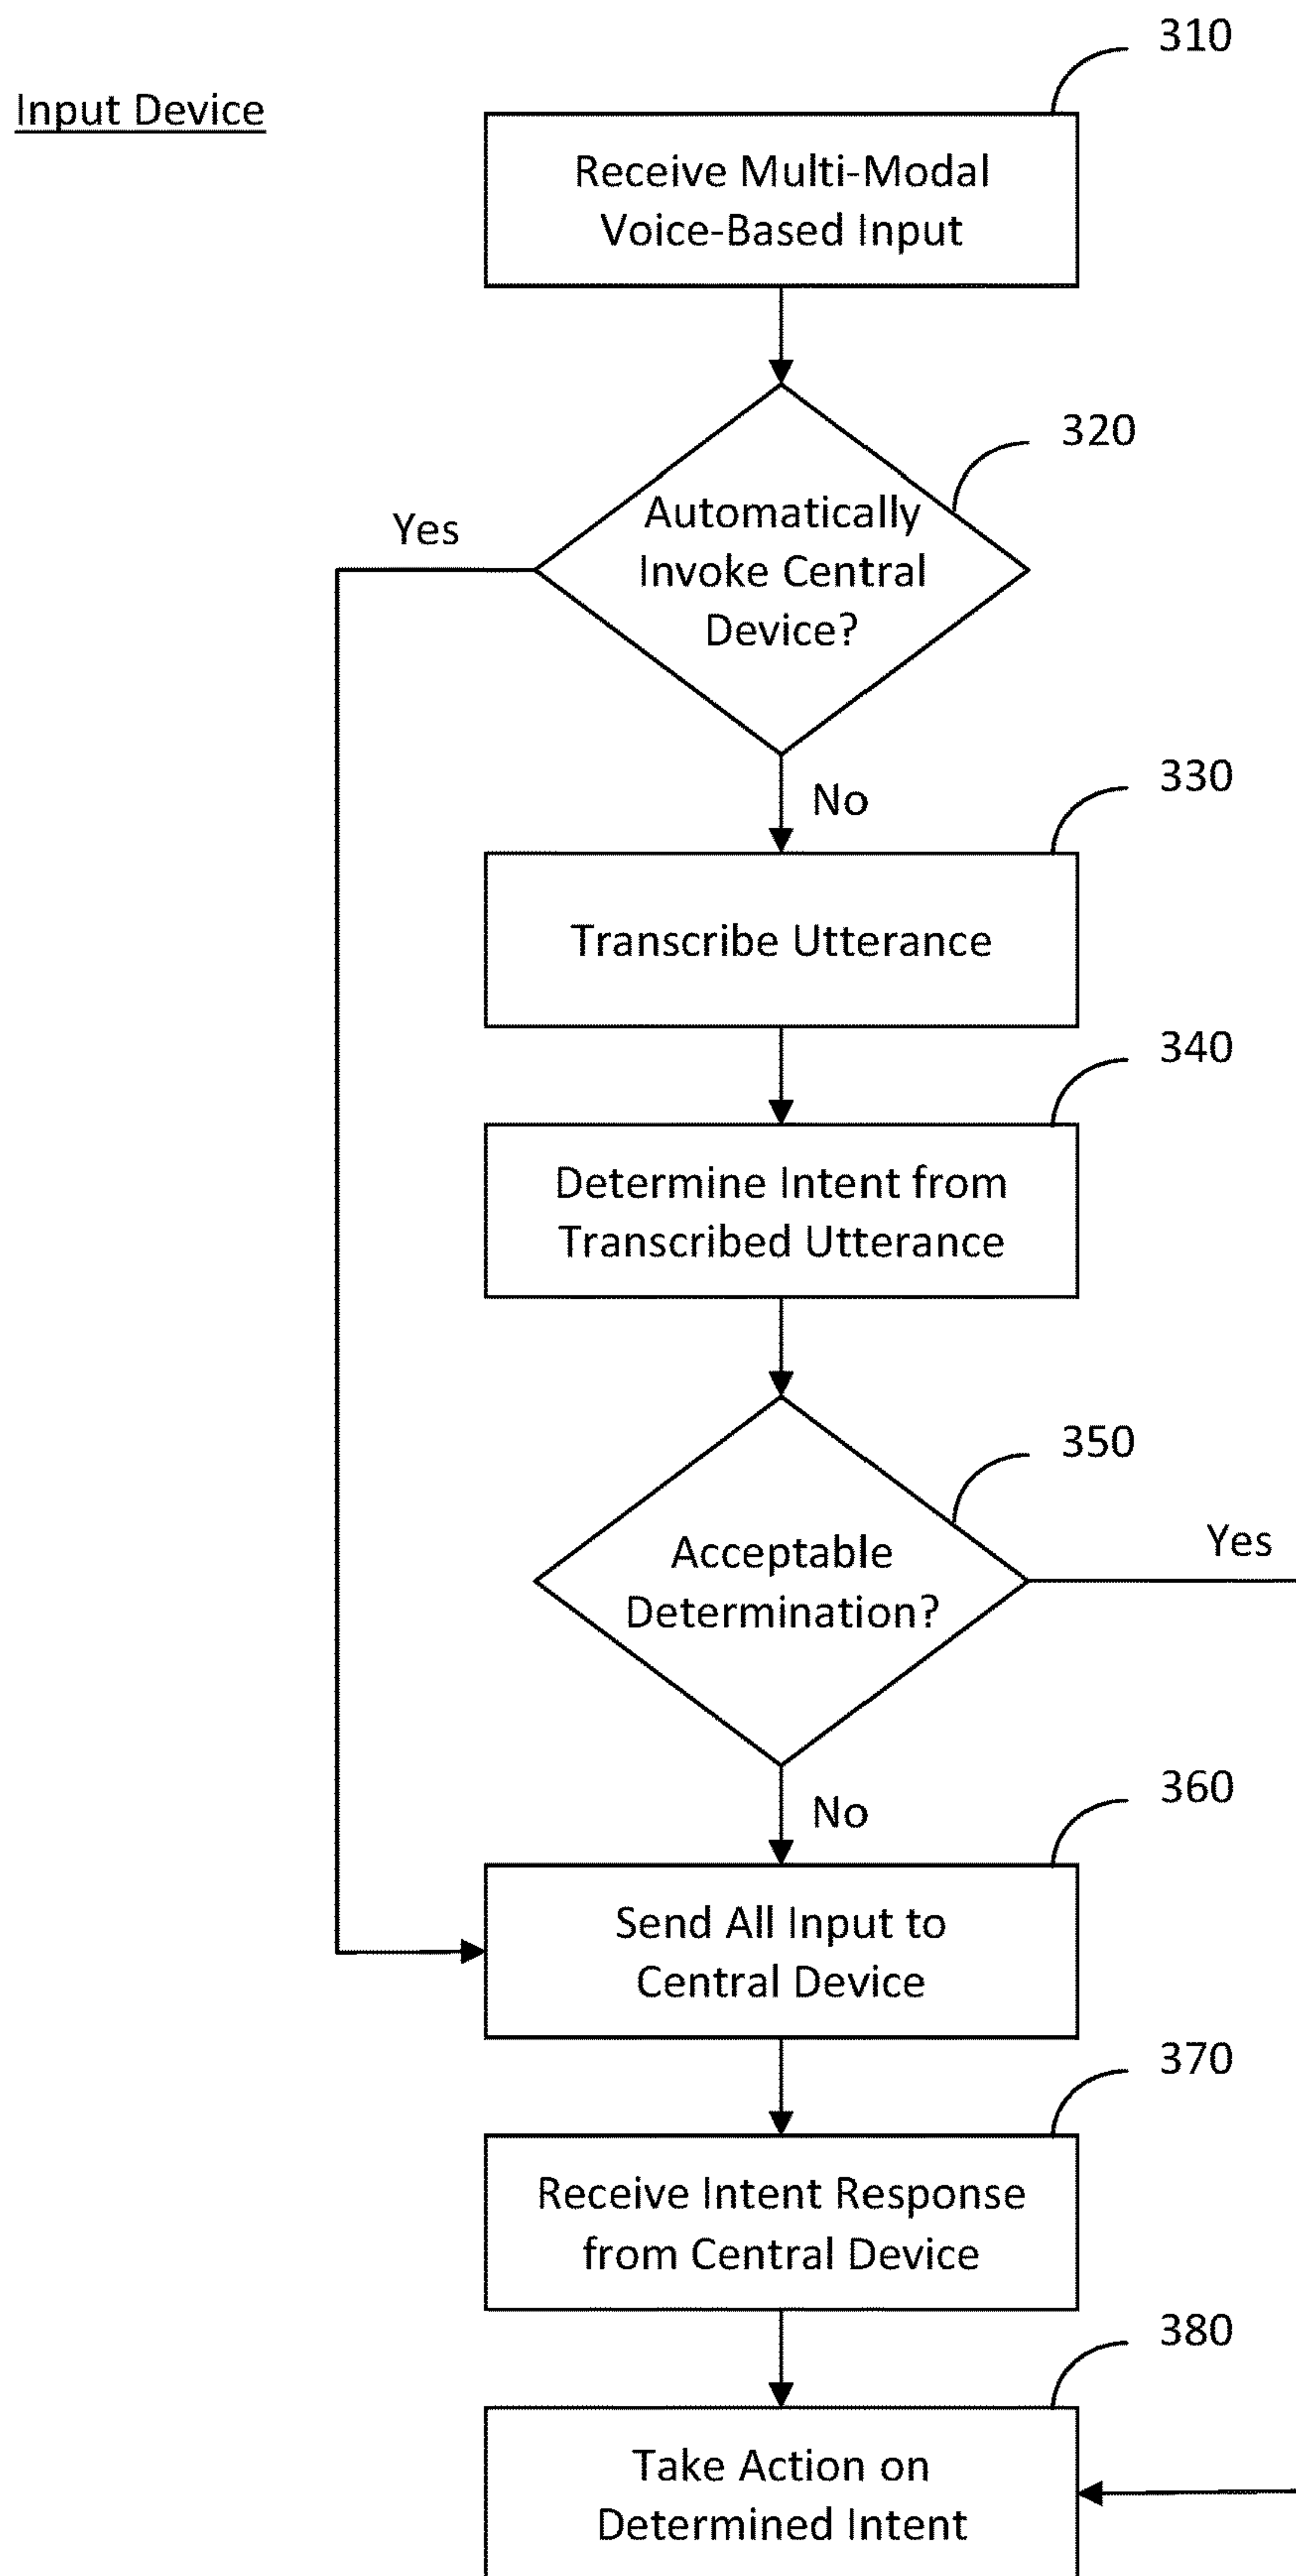 310
Input Device
Receive Multi-Modal
Voice-Based Input
320
Automatically
Invoke Central
Device?
Yes
No
330
Transcribe Utterance
340
Determine Intent from
Transcribed Utterance
350
Acceptable
Determination?
Yes
No
360
Send All Input to
Central Device
370
Receive Intent Response
from Central Device
380
Take Action on
Determined Intent